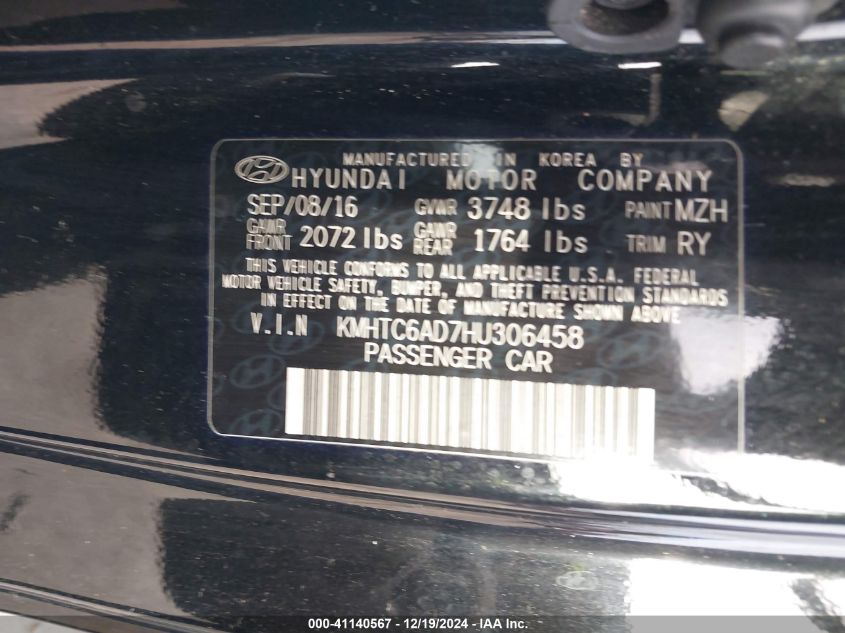 MANUFACTURED IN KOREA BY
HYUNDAI MOTOR COMPANY
SEP/08/16 GVWR 3748 lbs PAINT MZH
GAWR FRONT 2072 lbs GAWR REAR 1764 lbs TRIM RY
THIS VEHICLE CONFORMS TO ALL APPLICABLE U.S.A. FEDERAL
MOTOR VEHICLE SAFETY, BUMPER, AND THEFT PREVENTION STANDARDS
IN EFFECT ON THE DATE OF MANUFACTURE SHOWN ABOVE
V.I.N KMHTC6AD7HU306458
PASSENGER CAR
000-41140567 - 12/19/2024 - IAA Inc.